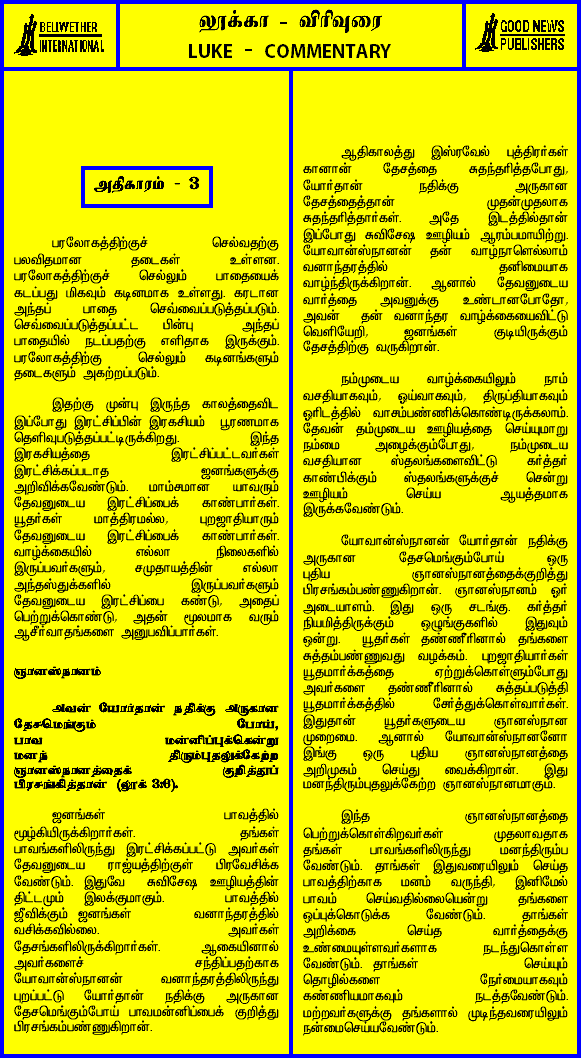 BELLWETHER
INTERNATIONAL
லூக்கா - விரிவுரை
LUKE - COMMENTARY
GOOD NEWS
PUBLISHERS
அதிகாரம் - 3
பரலோகத்திற்குச் செல்வதற்கு
பலவிதமான தடைகள் உள்ளன.
பரலோகத்திற்குச் செல்லும் பாதையைக்
கடப்பது மிகவும் கடினமாக உள்ளது. கரடான
அந்தப் பாதை செவ்வைப்படுத்தப்படும்.
செவ்வைப்படுத்தப்பட்ட பின்பு அந்தப்
பாதையில் நடப்பதற்கு எளிதாக இருக்கும்.
பரலோகத்திற்கு செல்லும் கடினங்களும்
தடைகளும் அகற்றப்படும்.
இதற்கு முன்பு இருந்த காலத்தைவிட
இப்போது இரட்சிப்பின் இரகசியம் பூரணமாக
தெளிவுபடுத்தப்பட்டிருக்கிறது. இந்த
இரகசியத்தை இரட்சிப்பட்டவர்கள்
இரட்சிக்கப்படாத ஜனங்களுக்கு
அறிவிக்கவேண்டும். மாம்சமான யாவரும்
தேவனுடைய இரட்சிப்பைக் காண்பார்கள்.
யூதர்கள் மாத்திரமல்ல, புறஜாதியாரும்
தேவனுடைய இரட்சிப்பைக் காண்பார்கள்.
வாழ்க்கையில் எல்லா நிலைகளில்
இருப்பவர்களும், சமுதாயத்தின் எல்லா
அந்தஸ்துக்களில் இருப்பவர்களும்
தேவனுடைய இரட்சிப்பை கண்டு, அதைப்
பெற்றுக்கொண்டு, அதன் மூலமாக வரும்
ஆசீர்வாதங்களை அனுபவிப்பார்கள்.
ஞானஸ்நானம்
அவன் யோர்தான் நதிக்கு அருகான
தேசமெங்கும் போய்,
பாவ மன்னிப்புக்கென்று
மனந் திரும்புதலுக்கேற்ற
ஞானஸ்நானத்தைக் குறித்துப்
பிரசங்கித்தான் (லூக் 3:6).
ஜனங்கள் பாவத்தில்
மூழ்கியிருக்கிறார்கள். தங்கள்
பாவங்களிலிருந்து இரட்சிக்கப்பட்டு அவர்கள்
தேவனுடைய ராஜ்யத்திற்குள் பிரவேசிக்க
வேண்டும். இதுவே சுவிசேஷ ஊழியத்தின்
திட்டமும் இலக்குமாகும். பாவத்தில்
ஜீவிக்கும் ஜனங்கள் வனாந்தரத்தில்
வசிக்கவில்லை. அவர்கள்
தேசங்களிலிருக்கிறார்கள். ஆகையினால்
அவர்களைச் சந்திப்பதற்காக
யோவான்ஸ்நானன் வனாந்தரத்திலிருந்து
புறப்பட்டு யோர்தான் நதிக்கு அருகான
தேசமெங்கும்போய் பாவமன்னிப்பைக் குறித்து
பிரசங்கம்பண்ணுகிறான்.
ஆதிகாலத்து இஸ்ரவேல் புத்திரர்கள்
கானான் தேசத்தை சுதந்தரித்தபோது,
யோர்தான் நதிக்கு அருகான
தேசத்தைத்தான் முதன்முதலாக
சுதந்தரித்தார்கள். அதே இடத்தில்தான்
இப்போது சுவிசேஷ ஊழியம் ஆரம்பமாயிற்று.
யோவான்ஸ்நானன் தன் வாழ்நாளெல்லாம்
வனாந்தரத்தில் தனிமையாக
வாழ்ந்திருக்கிறான். ஆனால் தேவனுடைய
வார்த்தை அவனுக்கு உண்டானபோதோ,
அவன் தன் வனாந்தர வாழ்க்கையைவிட்டு
வெளியேறி, ஜனங்கள் குடியிருக்கும்
தேசத்திற்கு வருகிறான்.
நம்முடைய வாழ்க்கையிலும் நாம்
வசதியாகவும், ஓய்வாகவும், திருப்தியாகவும்
ஓரிடத்தில் வாசம்பண்ணிக்கொண்டிருக்கலாம்.
தேவன் தம்முடைய ஊழியத்தை செய்யுமாறு
நம்மை அழைக்கும்போது, நம்முடைய
வசதியான ஸ்தலங்களைவிட்டு கர்த்தர்
காண்பிக்கும் ஸ்தலங்களுக்குச் சென்று
ஊழியம் செய்ய ஆயத்தமாக
இருக்கவேண்டும்.
யோவான்ஸ்நானன் யோர்தான் நதிக்கு
அருகான தேசமெங்கும்போய் ஒரு
புதிய ஞானஸ்நானத்தைக்குறித்து
பிரசங்கம்பண்ணுகிறான். ஞானஸ்நானம் ஓர்
அடையாளம். இது ஒரு சடங்கு. கர்த்தர்
நியமித்திருக்கும் ஒழுங்குகளில் இதுவும்
ஒன்று. யூதர்கள் தண்ணீரினால் தங்களை
சுத்தம்பண்ணுவது வழக்கம். புறஜாதியார்கள்
யூதமார்க்கத்தை ஏற்றுக்கொள்ளும்போது
அவர்களை தண்ணீரினால் சுத்தப்படுத்தி
யூதமார்க்கத்தில் சேர்த்துக்கொள்வார்கள்.
இதுதான் யூதர்களுடைய ஞானஸ்நான
முறைமை. ஆனால் யோவான்ஸ்நானனோ
இங்கு ஒரு புதிய ஞானஸ்நானத்தை
அறிமுகம் செய்து வைக்கிறான். இது
மனந்திரும்புதலுக்கேற்ற ஞானஸ்நானமாகும்.
இந்த ஞானஸ்நானத்தை
பெற்றுக்கொள்கிறவர்கள் முதலாவதாக
தங்கள் பாவங்களிலிருந்து மனந்திரும்ப
வேண்டும். தாங்கள் இதுவரையிலும் செய்த
பாவத்திற்காக மனம் வருந்தி, இனிமேல்
பாவம் செய்வதில்லையென்று தங்களை
ஒப்புக்கொடுக்க வேண்டும். தாங்கள்
அறிக்கை செய்த வார்த்தைக்கு
உண்மையுள்ளவர்களாக நடந்துகொள்ள
வேண்டும். தாங்கள் செய்யும்
தொழில்களை நேர்மையாகவும்
கண்ணியமாகவும் நடத்தவேண்டும்.
மற்றவர்களுக்கு தங்களால் முடிந்தவரையிலும்
நன்மைசெய்யவேண்டும்.